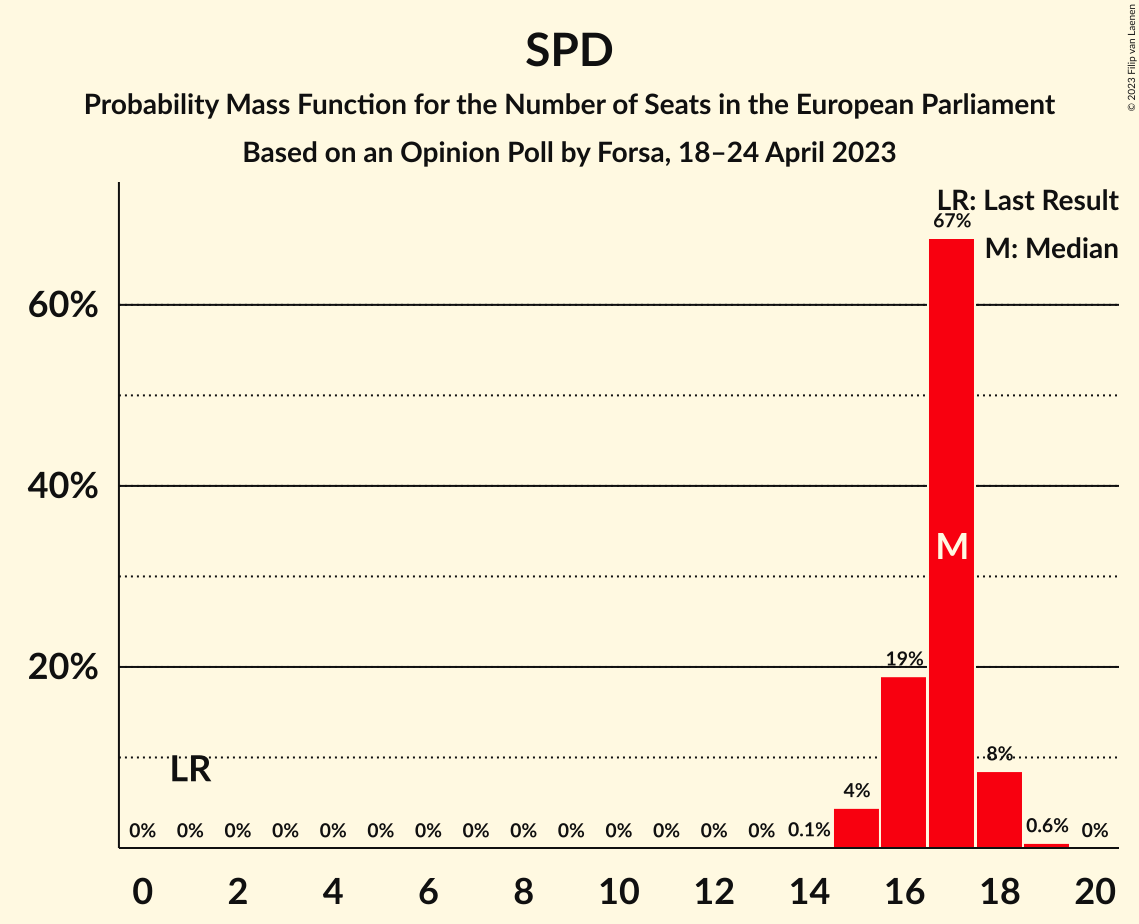 SPD
Probability Mass Function for the Number of Seats in the European Parliament
Based on an Opinion Poll by Forsa, 18–24 April 2023
© 2023 Filip van Laenen
LR: Last Result
M: Median
67%
60%
40%
M
20%
19%
LR
8%
4%
0% 0% 0% 0% 0% 0% 0% 0% 0% 0% 0% 0% 0% 0% 0.1% 0.6% 0%
0 2 4 6 8 10 12 14 16 18 20